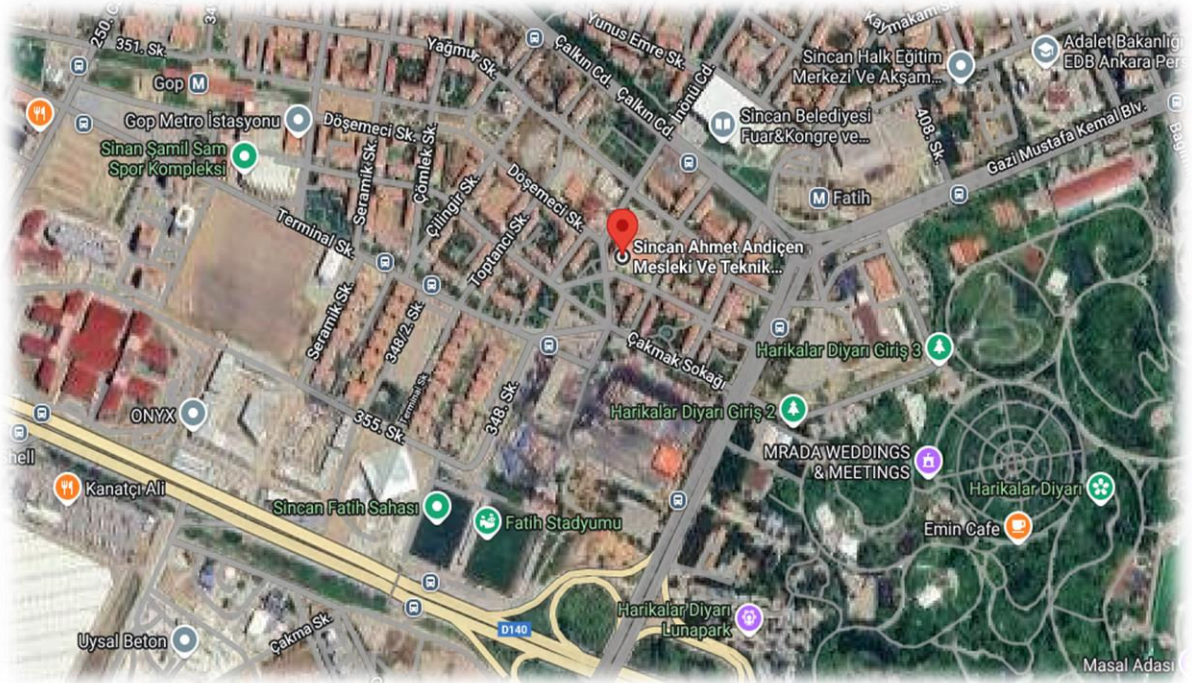 250. C
34
351. Sk.
Yağmur Sk.
Yunus Emre Sk.
Çalkın Cd.
Çalkın Cd.
İnönü Cd.
Kaymakam S
Sincan Halk Eğitim
Merkezi Ve Akşam...
Adalet Bakanlığı
EDB Ankara Pers
Gop
M
Gop Metro İstasyonu
Döşemeci Sk.
Sinan Şamil Sam
Spor Kompleksi
Seramik Sk.
Çömlek Sk.
Çilingir Sk.
Döşemeci Sk.
Toptancı Sk.
Sincan Belediyesi
Fuar&Kongre ve...
408. Sk.
Gazi Mustafa Kemal Blv.
Bağ
M
Fatih
Terminal Sk.
Sincan Ahmet Andiçen
Mesleki Ve Teknik...
Seramik Sk.
348/2. Sk.
Terminal Sk
348. Sk.
Çakmak Sokağı
Harikalar Diyarı Giriş 3
Harikalar Diyarı Giriş 2
ONYX
355. Sk.
hell
Kanatçı Ali
MRADA WEDDINGS
& MEETINGS
Harikalar Diyarı
Sincan Fatih Sahası
Fatih Stadyumu
Emin Cafe
D140
Harikalar Diyarı
Lunapark
Uysal Beton
Çakma Sk.
Masal Adası